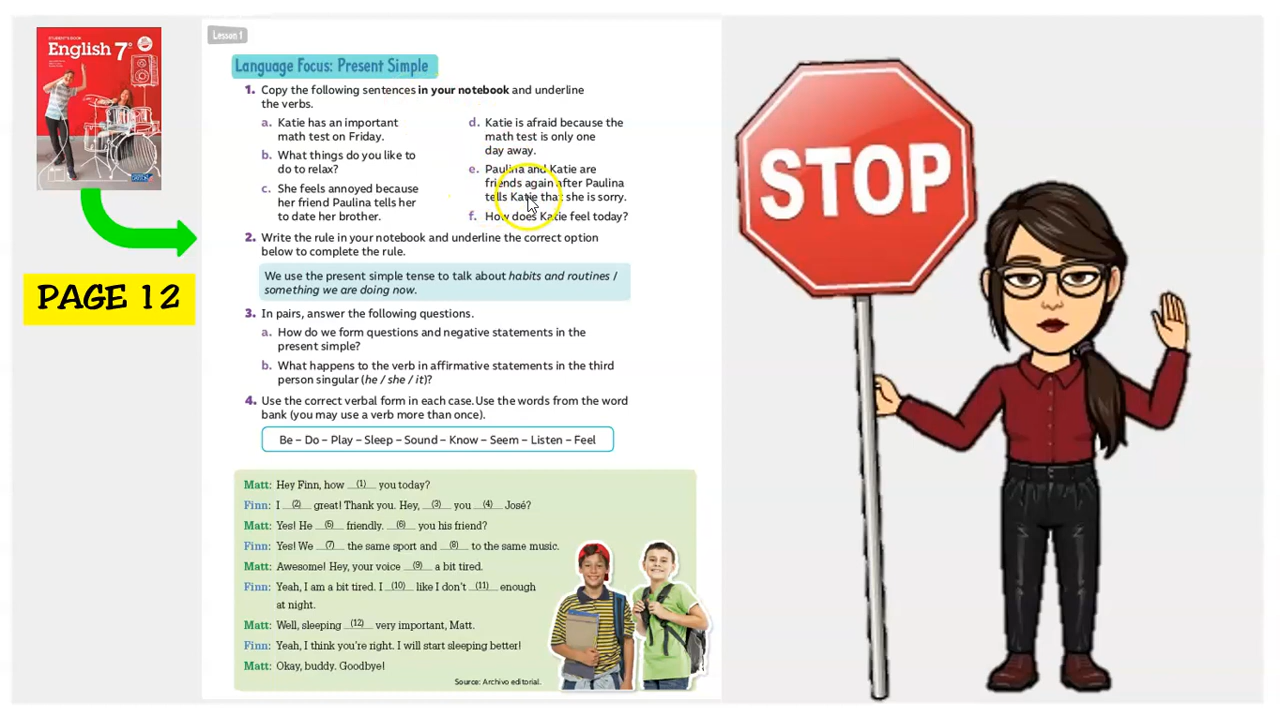 STUDENT'S BOOK
English 7°
PAGE 12
Lesson 1
Language Focus: Present Simple
1. Copy the following sentences in your notebook and underline
the verbs.
a. Katie has an important
math test on Friday.
b. What things do you like to
do to relax?
c. She feels annoyed because
her friend Paulina tells her
to date her brother.
d. Katie is afraid because the
math test is only one
day away.
e. Paulina and Katie are
friends again after Paulina
tells Katie that she is sorry.
f. How does Katie feel today?
2. Write the rule in your notebook and underline the correct option
below to complete the rule.
We use the present simple tense to talk about habits and routines /
something we are doing now.
3. In pairs, answer the following questions.
a. How do we form questions and negative statements in the
present simple?
b. What happens to the verb in affirmative statements in the third
person singular (he / she / it)?
4. Use the correct verbal form in each case. Use the words from the word
bank (you may use a verb more than once).
Be – Do – Play – Sleep – Sound – Know – Seem – Listen – Feel
Matt: Hey Finn, how (1) you today?
Finn: I (2) great! Thank you. Hey, (3) you (4) José?
Matt: Yes! He (5) friendly. (6) you his friend?
Finn: Yes! We (7) the same sport and (8) to the same music.
Matt: Awesome! Hey, your voice (9) a bit tired.
Finn: Yeah, I am a bit tired. I (10) like I don't (11) enough
at night.
Matt: Well, sleeping (12) very important, Matt.
Finn: Yeah, I think you're right. I will start sleeping better!
Matt: Okay, buddy. Goodbye!
Source: Archivo editorial.
STOP